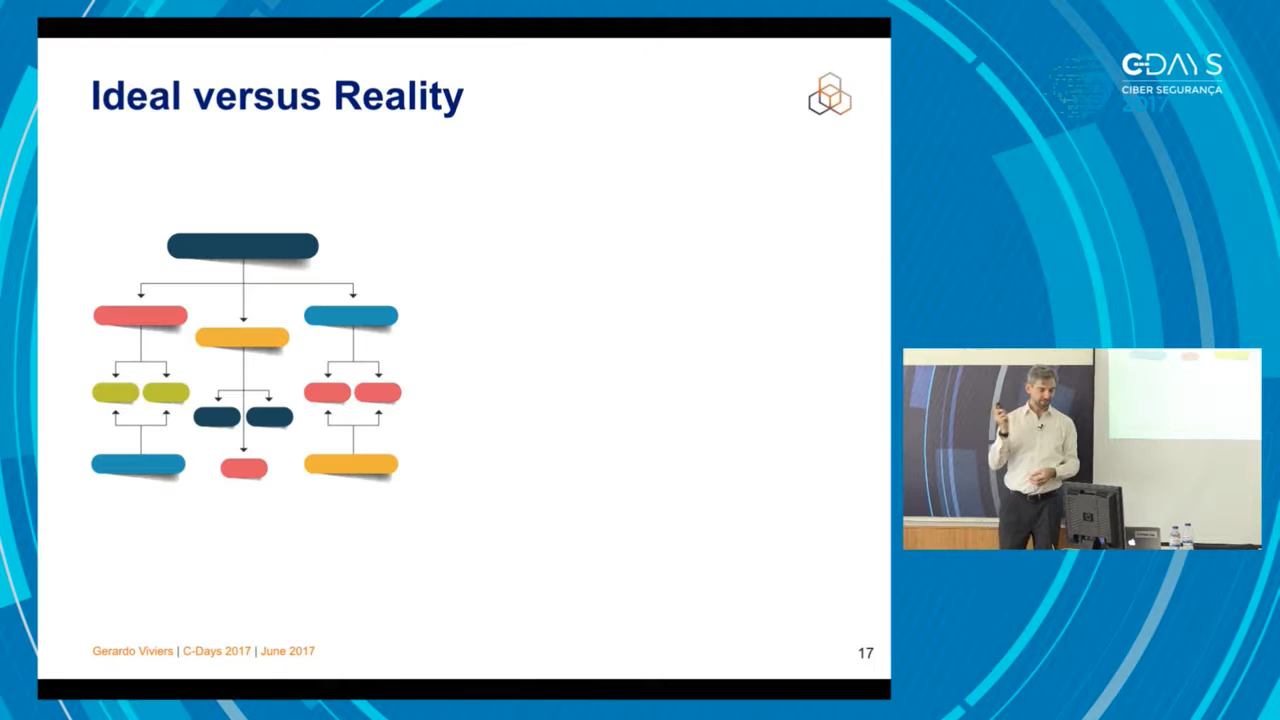 Ideal versus Reality
C-DAYS
CIBER SEGURANÇA
2017
Gerardo Viviers | C-Days 2017 | June 2017
17